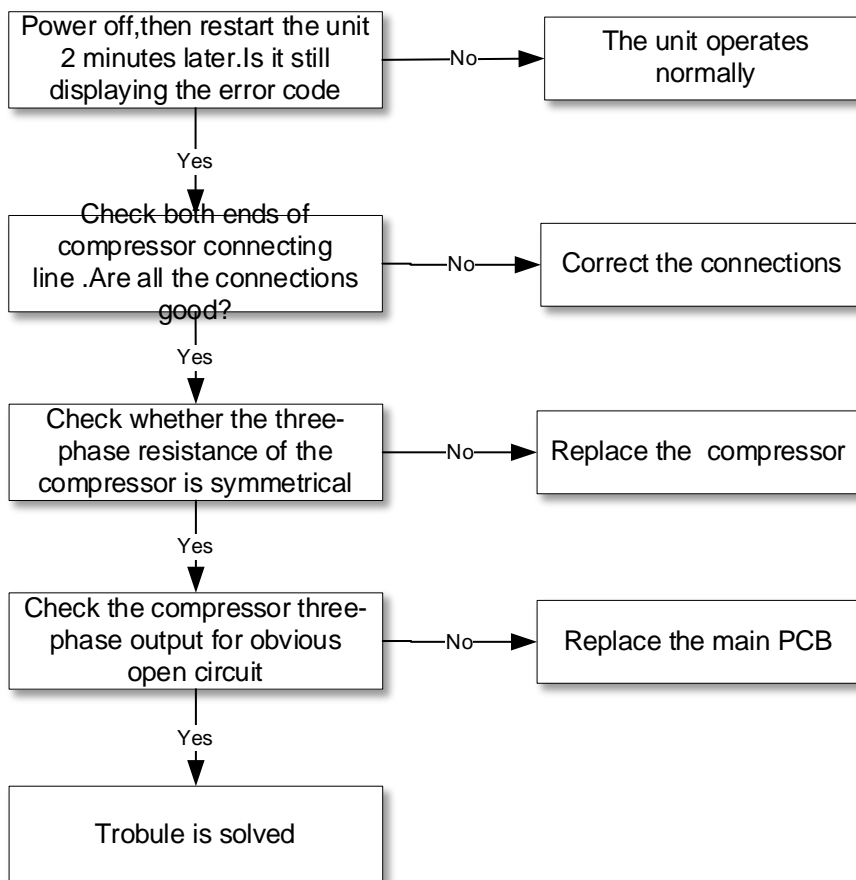 Power off,then restart the unit
2 minutes later.Is it still
displaying the error code
No
The unit operates
normally
Yes
Check both ends of
compressor connecting
line .Are all the connections
good?
No
Correct the connections
Yes
Check whether the three-
phase resistance of the
compressor is symmetrical
No
Replace the  compressor
Yes
Check the compressor three-
phase output for obvious
open circuit
No
Replace the main PCB
Yes
Trobule is solved